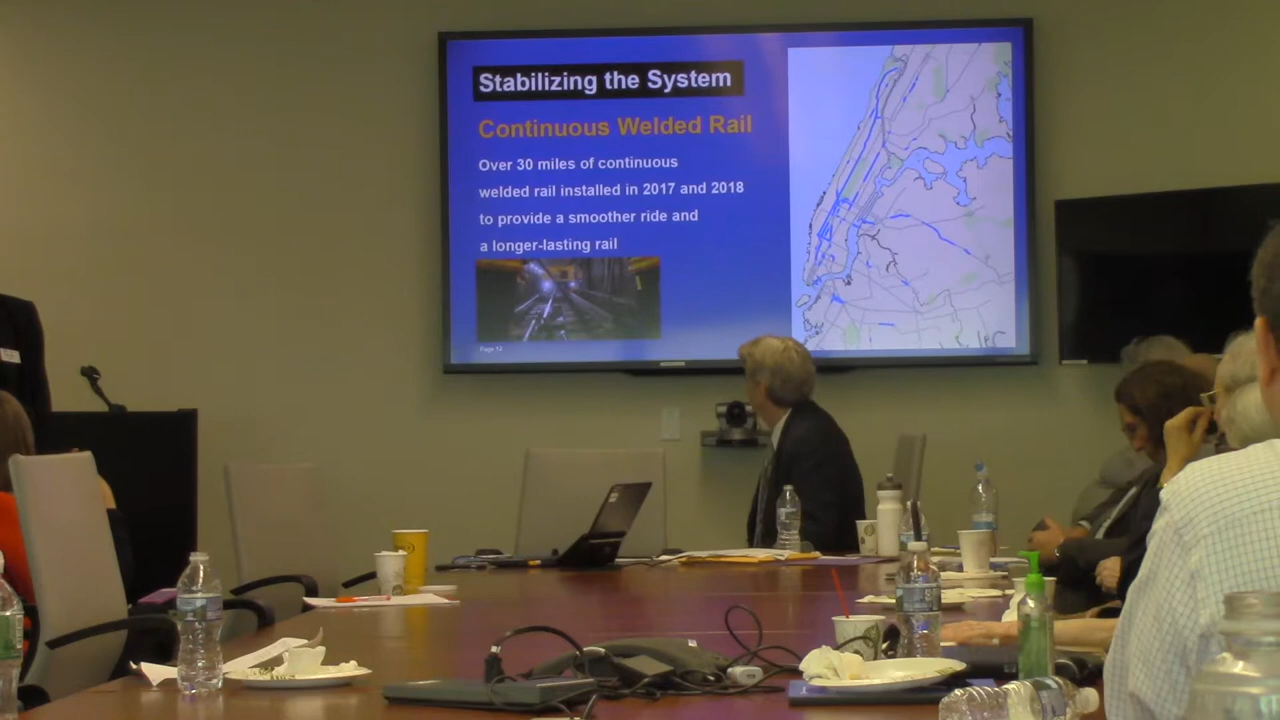 Stabilizing the System
Continuous Welded Rail
Over 30 miles of continuous
welded rail installed in 2017 and 2018
to provide a smoother ride and
a longer-lasting rail